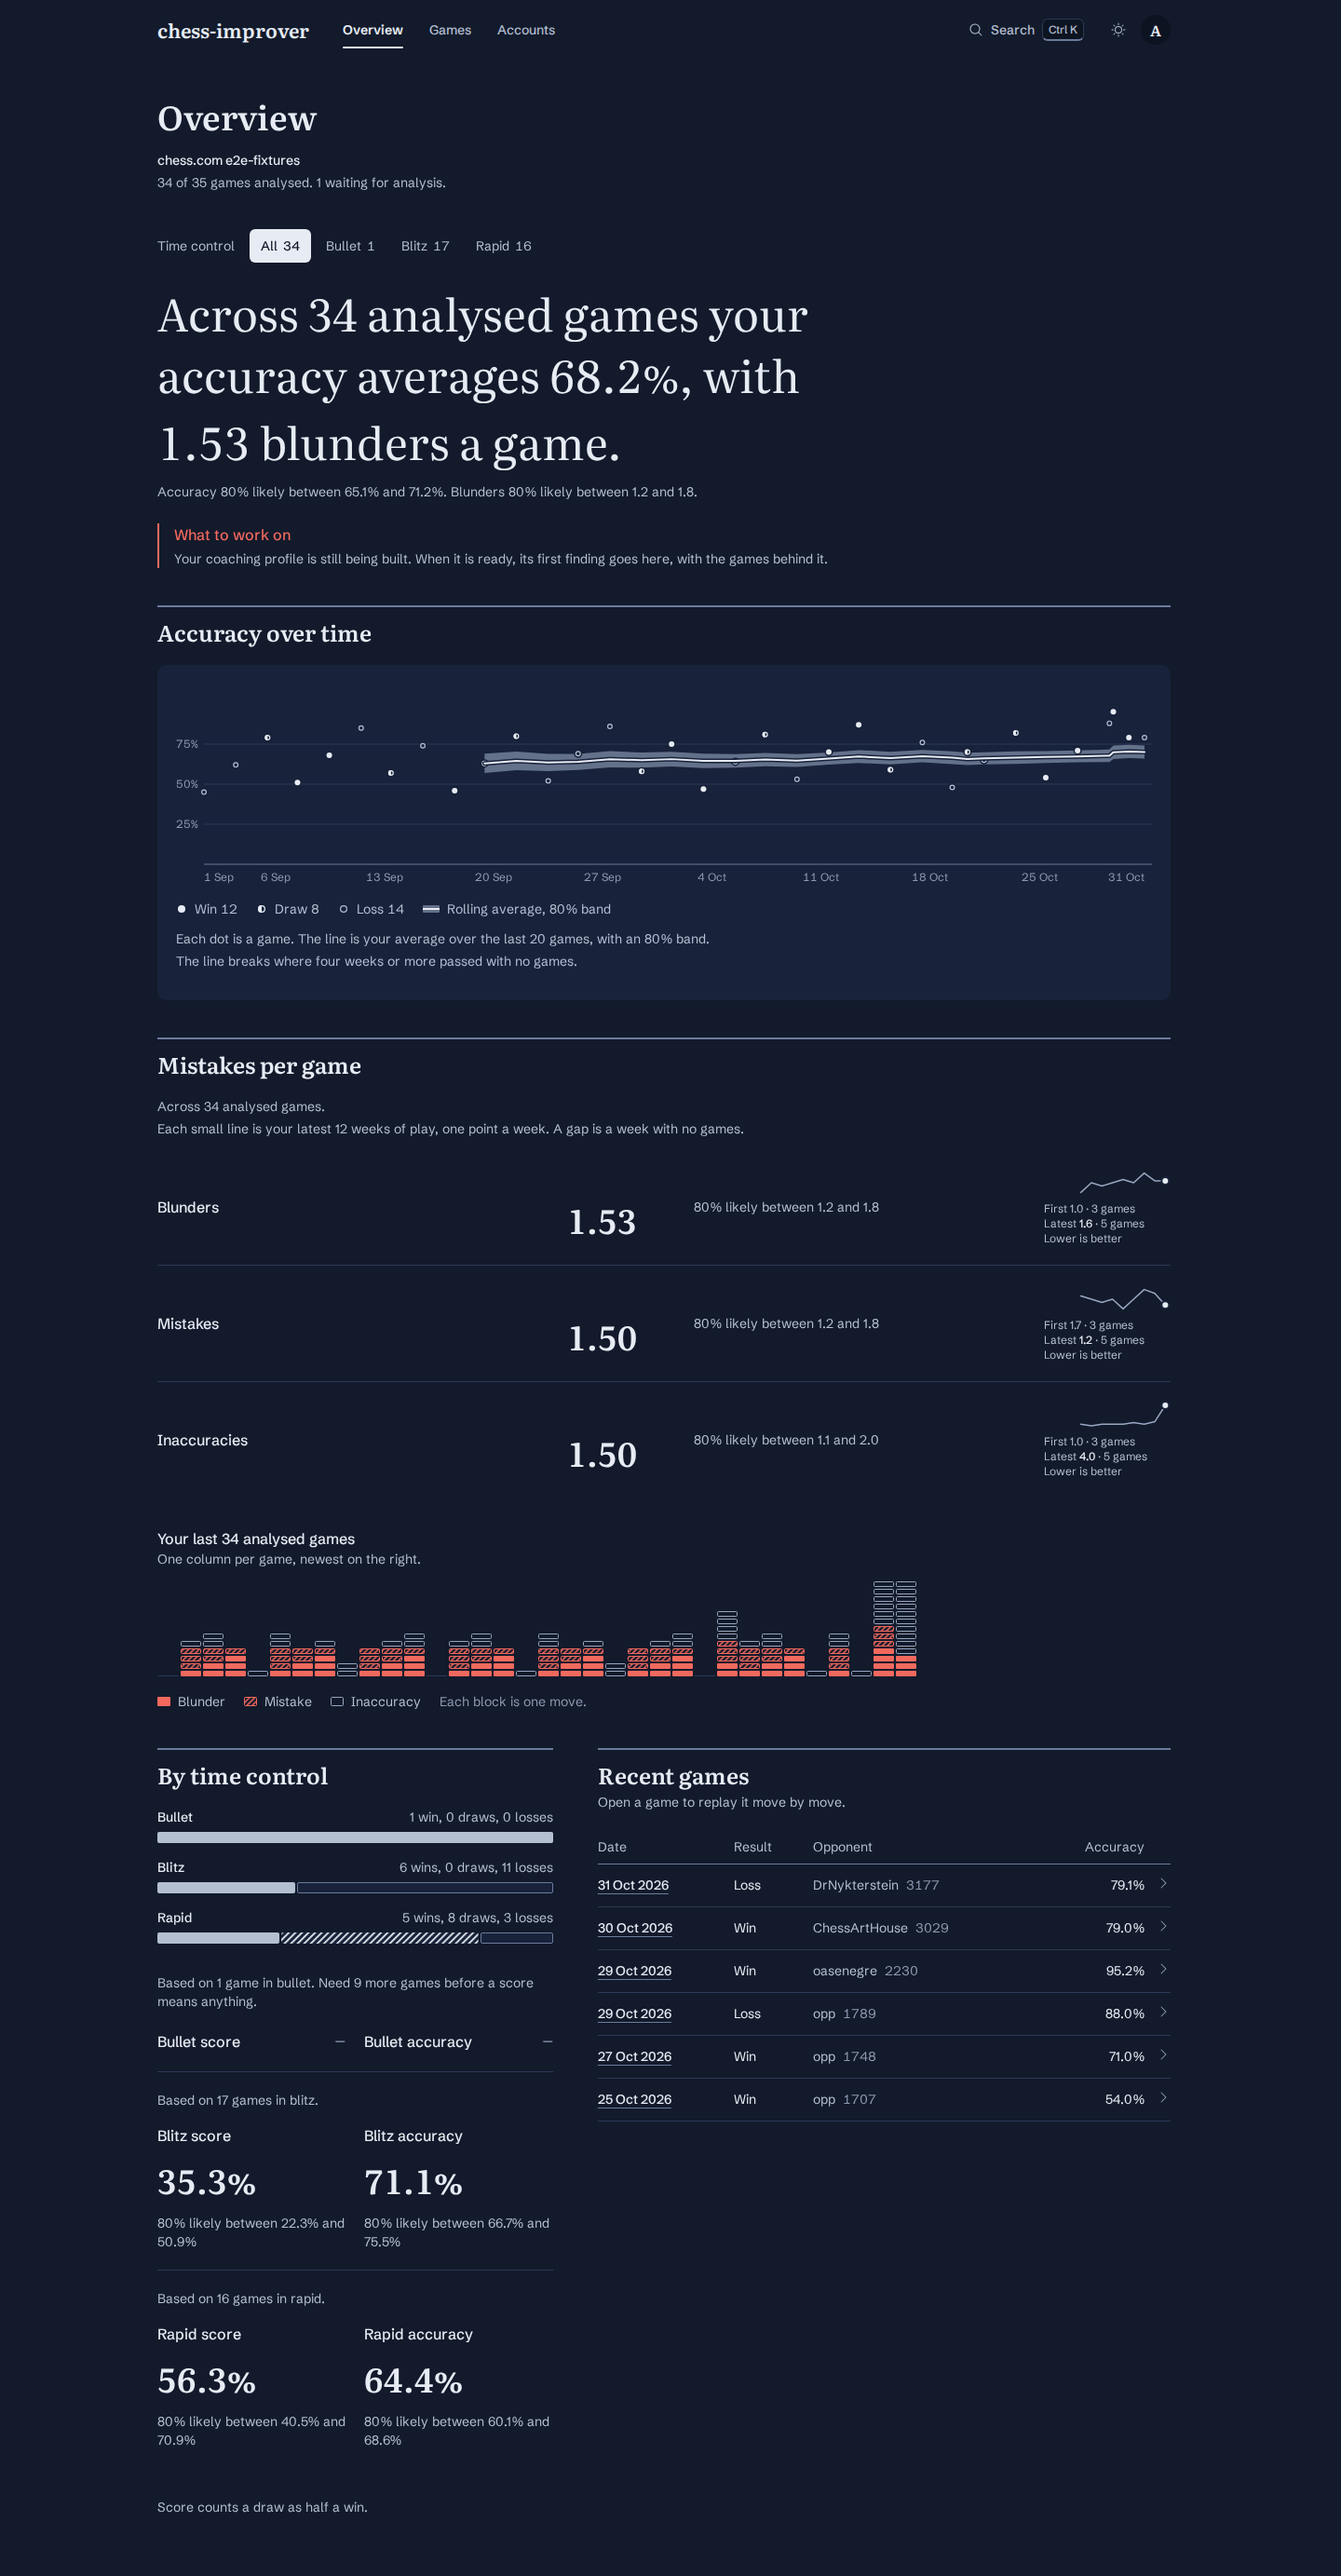 chess-improver Overview Games Accounts Search Ctrl K A
Overview
chess.com e2e-fixtures
34 of 35 games analysed. 1 waiting for analysis.
Time control All 34 Bullet 1 Blitz 17 Rapid 16
Across 34 analysed games your
accuracy averages 68.2%, with
1.53 blunders a game.
Accuracy 80% likely between 65.1% and 71.2%. Blunders 80% likely between 1.2 and 1.8.
What to work on
Your coaching profile is still being built. When it is ready, its first finding goes here, with the games behind it.
Accuracy over time
75%
50%
25%
1 Sep 6 Sep 13 Sep 20 Sep 27 Sep 4 Oct 11 Oct 18 Oct 25 Oct 31 Oct
Win 12 Draw 8 Loss 14 Rolling average, 80% band
Each dot is a game. The line is your average over the last 20 games, with an 80% band.
The line breaks where four weeks or more passed with no games.
Mistakes per game
Across 34 analysed games.
Each small line is your latest 12 weeks of play, one point a week. A gap is a week with no games.
Blunders 1.53 80% likely between 1.2 and 1.8
First 1.0 · 3 games
Latest 1.6 · 5 games
Lower is better
Mistakes 1.50 80% likely between 1.2 and 1.8
First 1.7 · 3 games
Latest 1.2 · 5 games
Lower is better
Inaccuracies 1.50 80% likely between 1.1 and 2.0
First 1.0 · 3 games
Latest 4.0 · 5 games
Lower is better
Your last 34 analysed games
One column per game, newest on the right.
Blunder Mistake Inaccuracy Each block is one move.
By time control
Bullet 1 win, 0 draws, 0 losses
Blitz 6 wins, 0 draws, 11 losses
Rapid 5 wins, 8 draws, 3 losses
Based on 1 game in bullet. Need 9 more games before a score
means anything.
Bullet score – Bullet accuracy –
Based on 17 games in blitz.
Blitz score Blitz accuracy
35.3% 71.1%
80% likely between 22.3% and 80% likely between 66.7% and
50.9% 75.5%
Based on 16 games in rapid.
Rapid score Rapid accuracy
56.3% 64.4%
80% likely between 40.5% and 80% likely between 60.1% and
70.9% 68.6%
Score counts a draw as half a win.
Recent games
Open a game to replay it move by move.
Date Result Opponent Accuracy
31 Oct 2026 Loss DrNykterstein 3177 79.1%
30 Oct 2026 Win ChessArtHouse 3029 79.0%
29 Oct 2026 Win oasenegre 2230 95.2%
29 Oct 2026 Loss opp 1789 88.0%
27 Oct 2026 Win opp 1748 71.0%
25 Oct 2026 Win opp 1707 54.0%